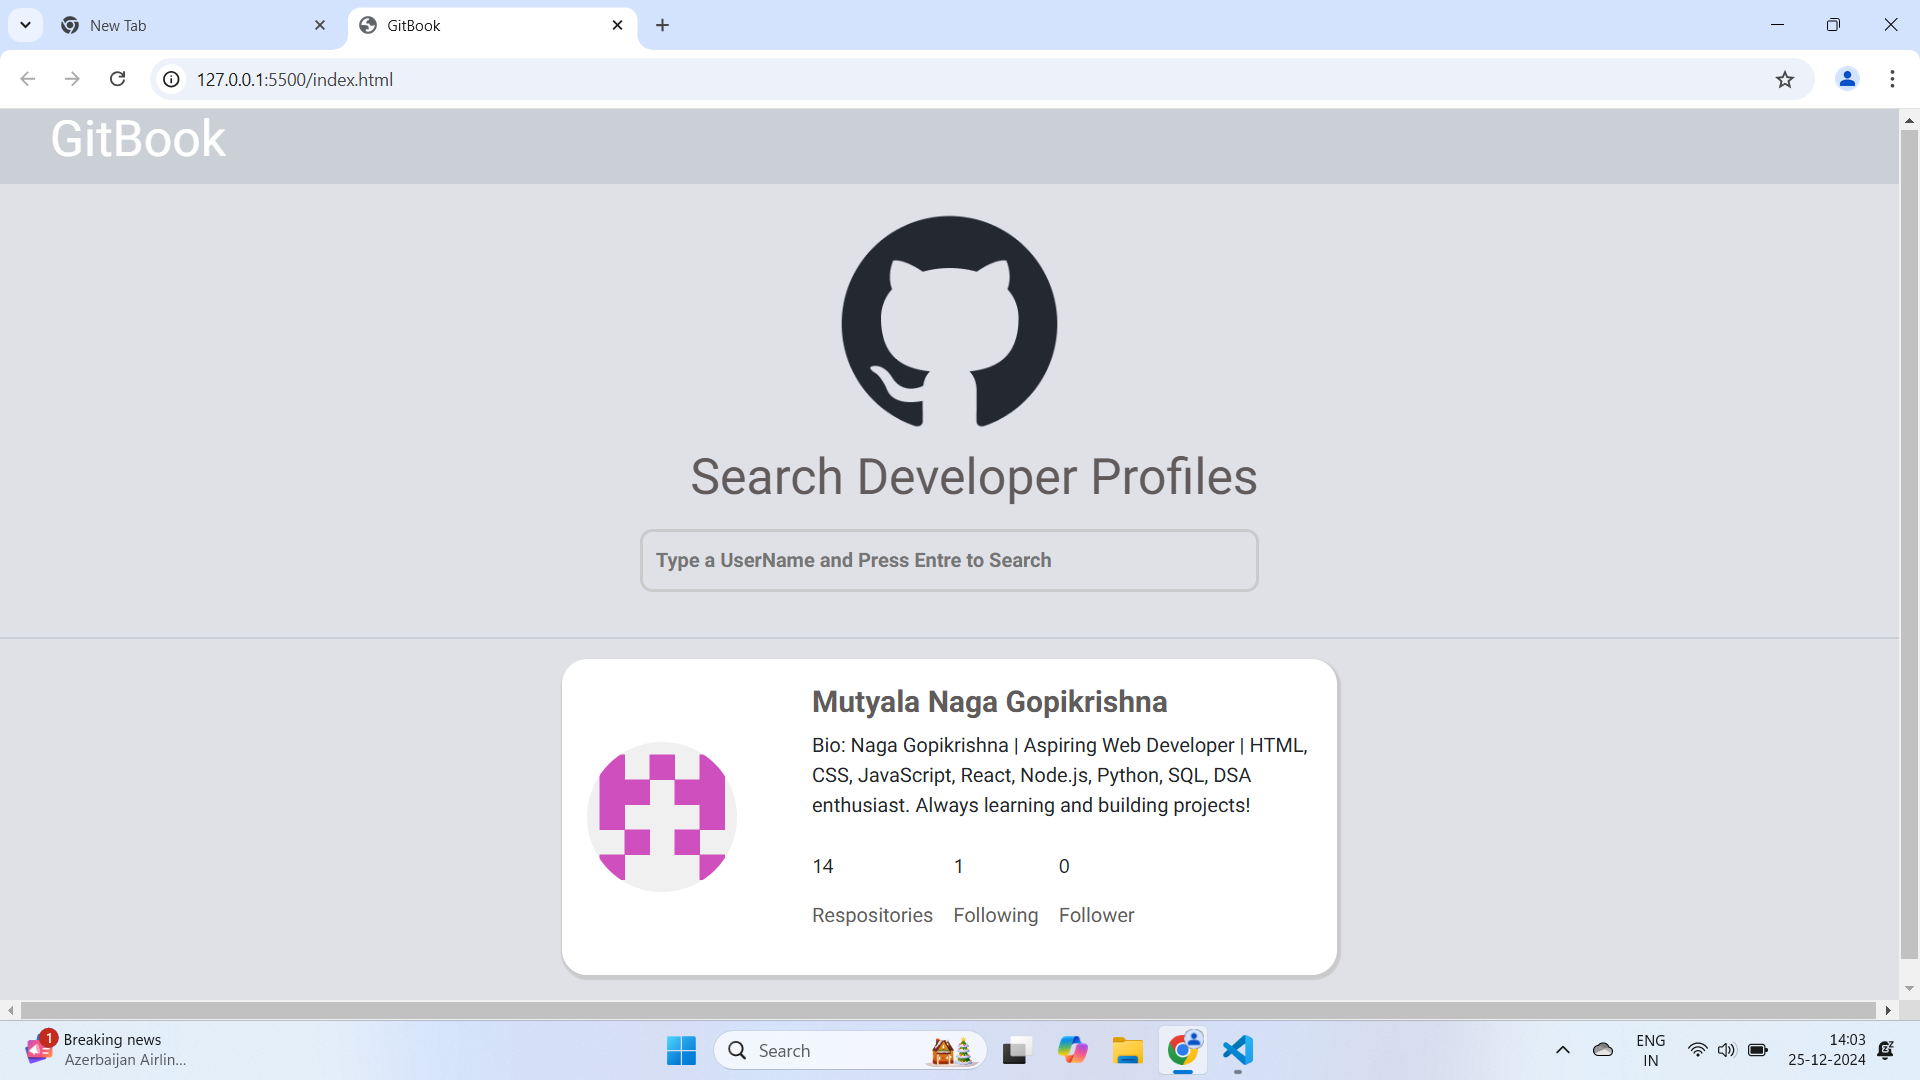 New Tab
GitBook
127.0.0.1:5500/index.html
GitBook
Search Developer Profiles
Type a UserName and Press Entre to Search
Mutyala Naga Gopikrishna
Bio: Naga Gopikrishna | Aspiring Web Developer | HTML,
CSS, JavaScript, React, Node.js, Python, SQL, DSA
enthusiast. Always learning and building projects!
14 1 0
Respositories Following Follower
1
Breaking news
Azerbaijan Airlin...
Search
ENG
IN
14:03
25-12-2024